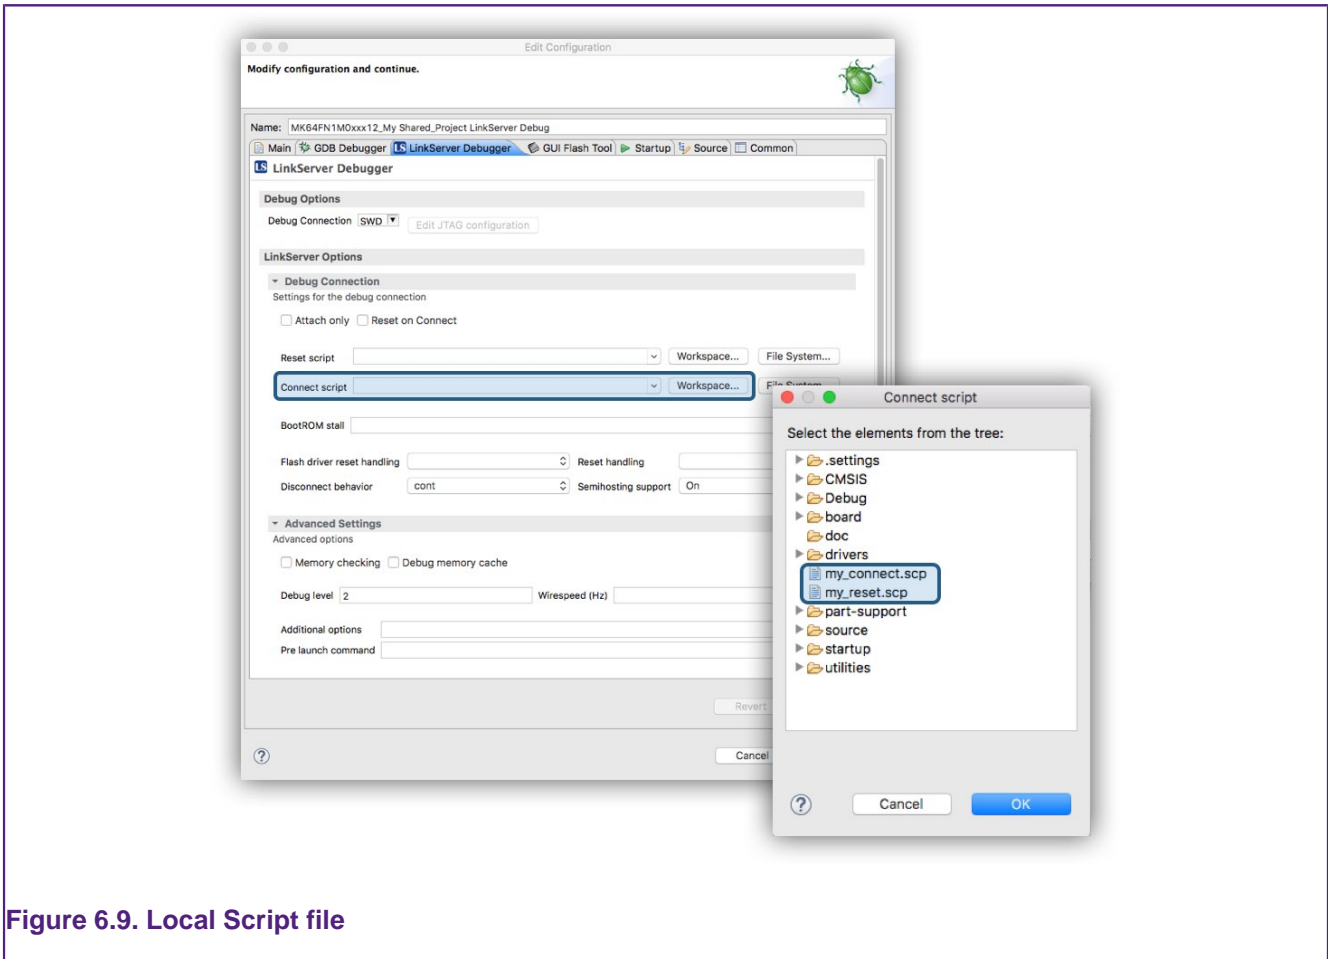 Edit Configuration
Modify configuration and continue.
Name: MK64FN1M0xxx12_My Shared_Project LinkServer Debug
Main GDB Debugger LS LinkServer Debugger GUI Flash Tool Startup Source Common
LS LinkServer Debugger
Debug Options
Debug Connection SWD Edit JTAG configuration
LinkServer Options
Debug Connection
Settings for the debug connection
Attach only Reset on Connect
Reset script Workspace... File System...
Connect script Workspace... File System...
BootROM stall
Flash driver reset handling Reset handling
Disconnect behavior cont Semihosting support On
Advanced Settings
Advanced options
Memory checking Debug memory cache
Debug level 2 Wirespeed (Hz)
Additional options
Pre launch command
Revert
? Cancel
Connect script
Select the elements from the tree:
.settings
CMSIS
Debug
board
doc
drivers
my_connect.scp
my_reset.scp
part-support
source
startup
utilities
? Cancel OK
Figure 6.9. Local Script file